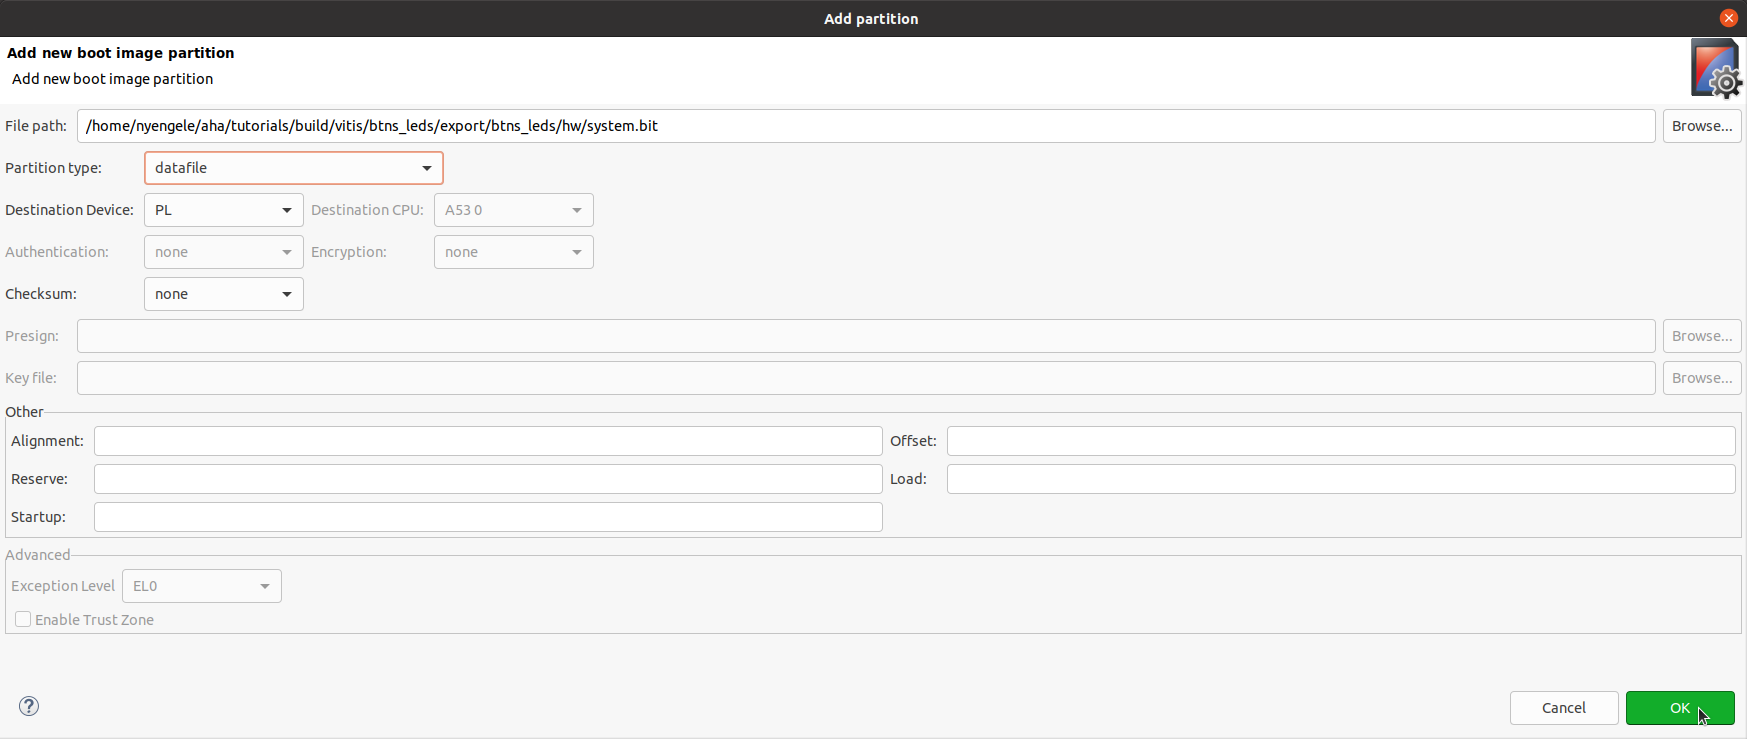 Add partition
Add new boot image partition
Add new boot image partition
File path: /home/nyengele/aha/tutorials/build/vitis/btns_leds/export/btns_leds/hw/system.bit Browse...
Partition type: datafile
Destination Device: PL Destination CPU: A53 0
Authentication: none Encryption: none
Checksum: none
Presign: Browse...
Key file: Browse...
Other
Alignment: Offset:
Reserve: Load:
Startup:
Advanced
Exception Level EL0
Enable Trust Zone
? Cancel OK